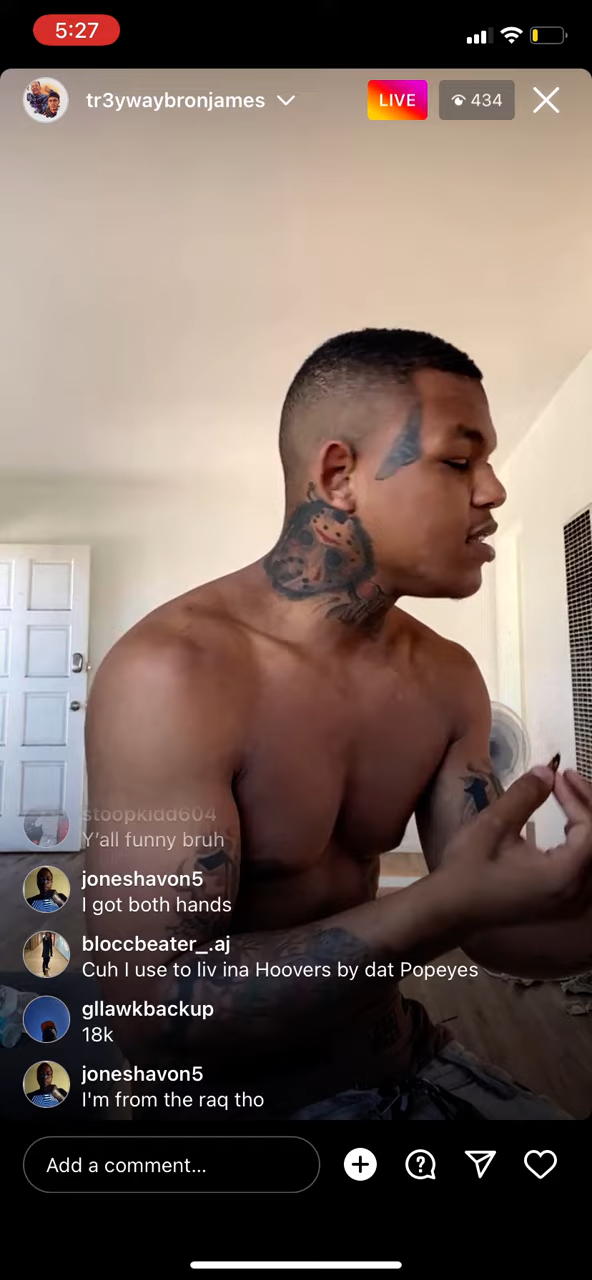 5:27
tr3ywaybronjames
LIVE
434
stoopkidd604
Y'all funny bruh
joneshavon5
I got both hands
bloccbeater_.aj
Cuh I use to liv ina Hoovers by dat Popeyes
gllawkbackup
18k
joneshavon5
I'm from the raq tho
Add a comment...